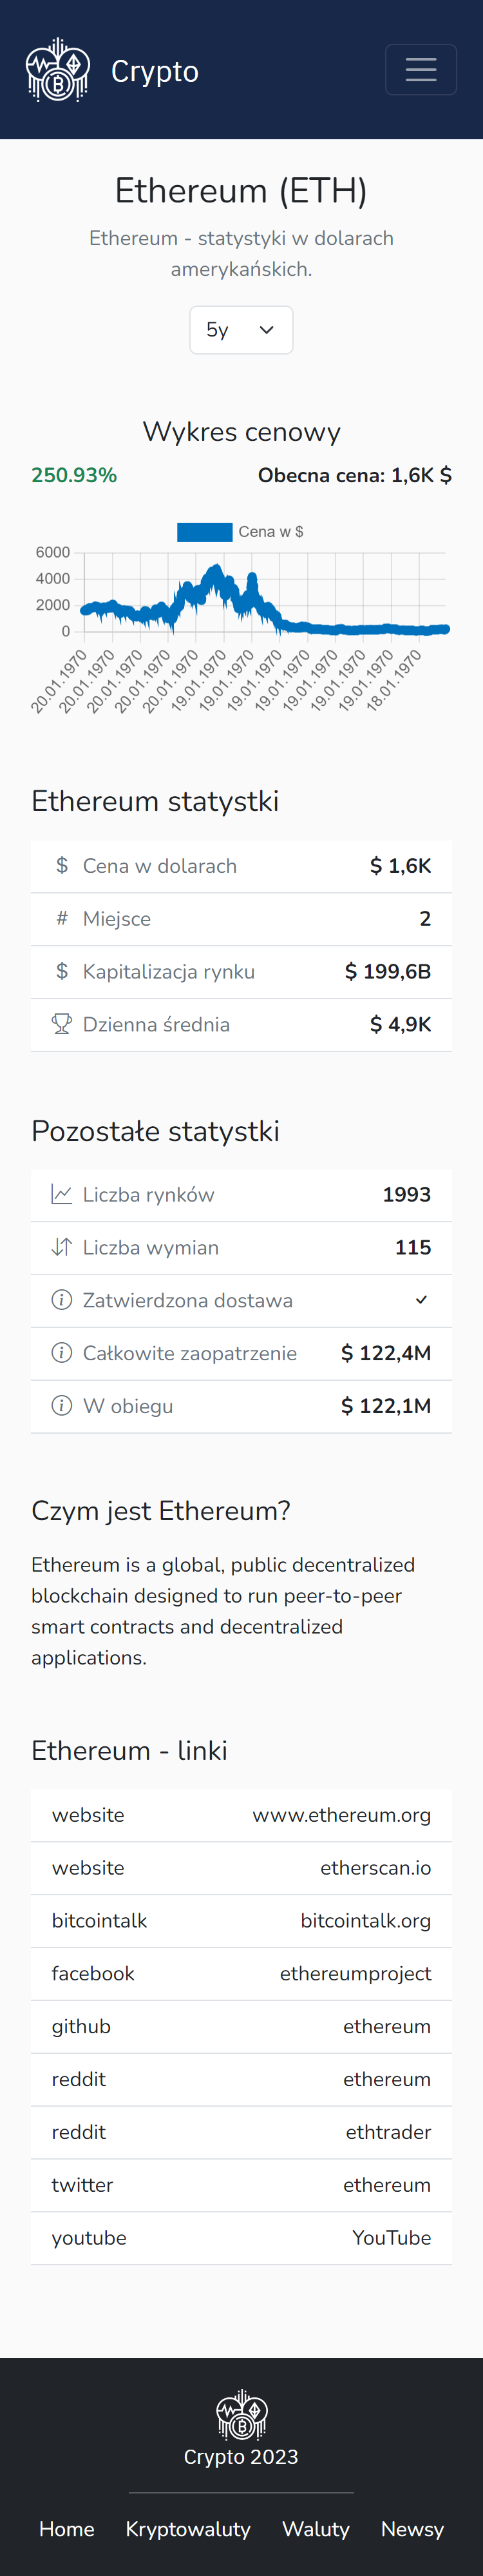 Crypto
Ethereum (ETH)
Ethereum - statystyki w dolarach
amerykańskich.
5y
Wykres cenowy
250.93%
Obecna cena: 1,6K $
Cena w $
6000
4000
2000
0
20.01.1970
20.01.1970
20.01.1970
20.01.1970
20.01.1970
19.01.1970
19.01.1970
19.01.1970
19.01.1970
19.01.1970
19.01.1970
19.01.1970
18.01.1970
Ethereum statystki
$ Cena w dolarach $ 1,6K
# Miejsce 2
$ Kapitalizacja rynku $ 199,6B
Dzienna średnia $ 4,9K
Pozostałe statystki
Liczba rynków 1993
Liczba wymian 115
Zatwierdzona dostawa
Całkowite zaopatrzenie $ 122,4M
W obiegu $ 122,1M
Czym jest Ethereum?
Ethereum is a global, public decentralized
blockchain designed to run peer-to-peer
smart contracts and decentralized
applications.
Ethereum - linki
website www.ethereum.org
website etherscan.io
bitcointalk bitcointalk.org
facebook ethereumproject
github ethereum
reddit ethereum
reddit ethtrader
twitter ethereum
youtube YouTube
Crypto 2023
Home Kryptowaluty Waluty Newsy